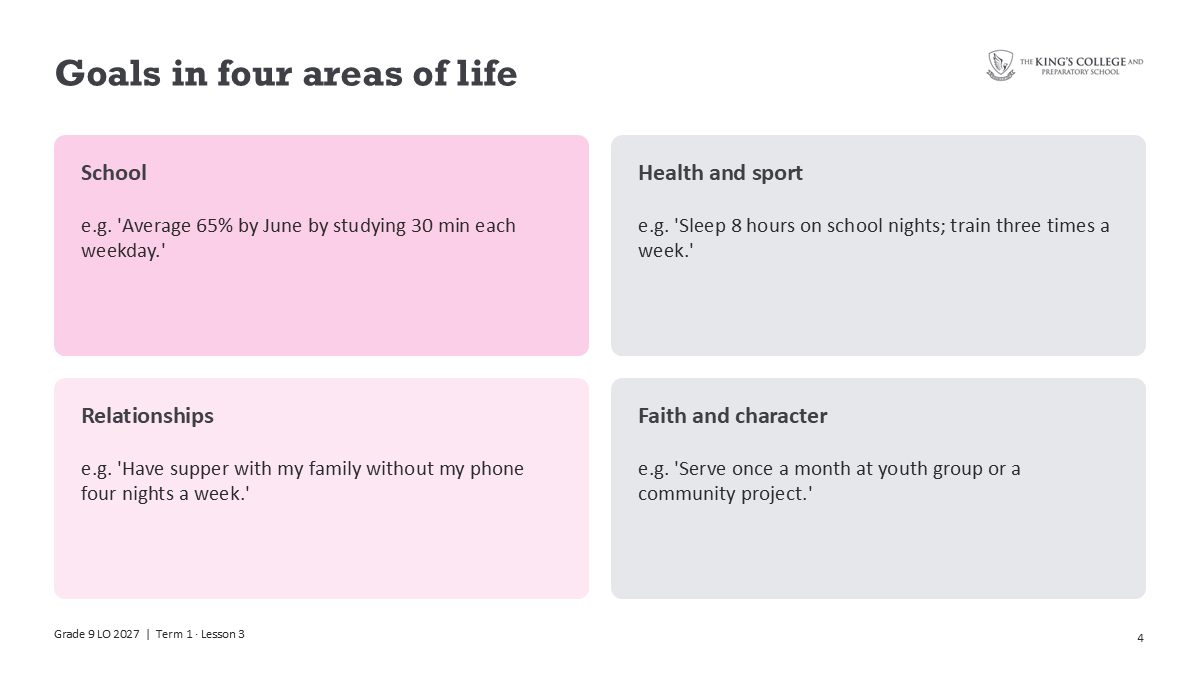 Goals in four areas of life
THE KING'S COLLEGE AND
PREPARATORY SCHOOL
School
e.g. 'Average 65% by June by studying 30 min each
weekday.'
Health and sport
e.g. 'Sleep 8 hours on school nights; train three times a
week.'
Relationships
e.g. 'Have supper with my family without my phone
four nights a week.'
Faith and character
e.g. 'Serve once a month at youth group or a
community project.'
Grade 9 LO 2027 | Term 1 · Lesson 3
4